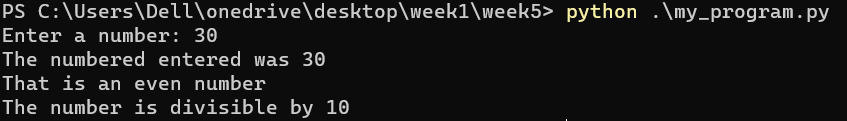 PS C:\Users\Dell\onedrive\desktop\week1\week5> python .\my_program.py
Enter a number: 30
The numbered entered was 30
That is an even number
The number is divisible by 10